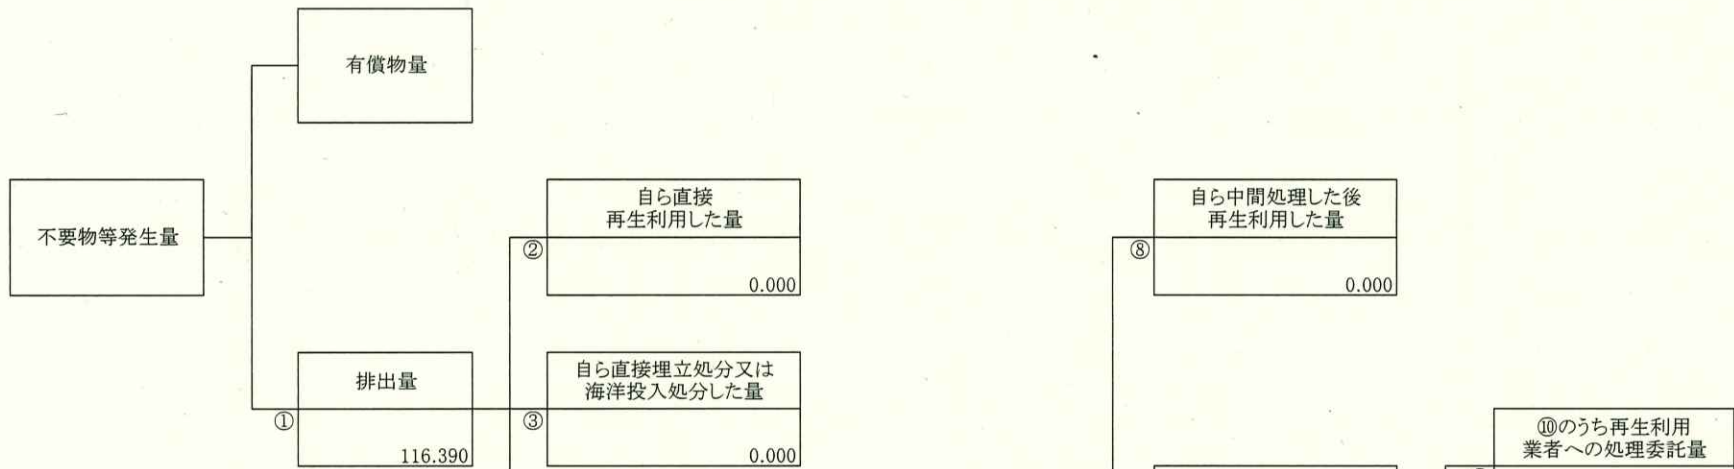 有償物量
不要物等発生量
自ら直接
再生利用した量
②
0.000
自ら中間処理した後
再生利用した量
⑧
0.000
排出量
①
116.390
自ら直接埋立処分又は
海洋投入処分した量
③
0.000
⑩のうち再生利用
業者への処理委託量